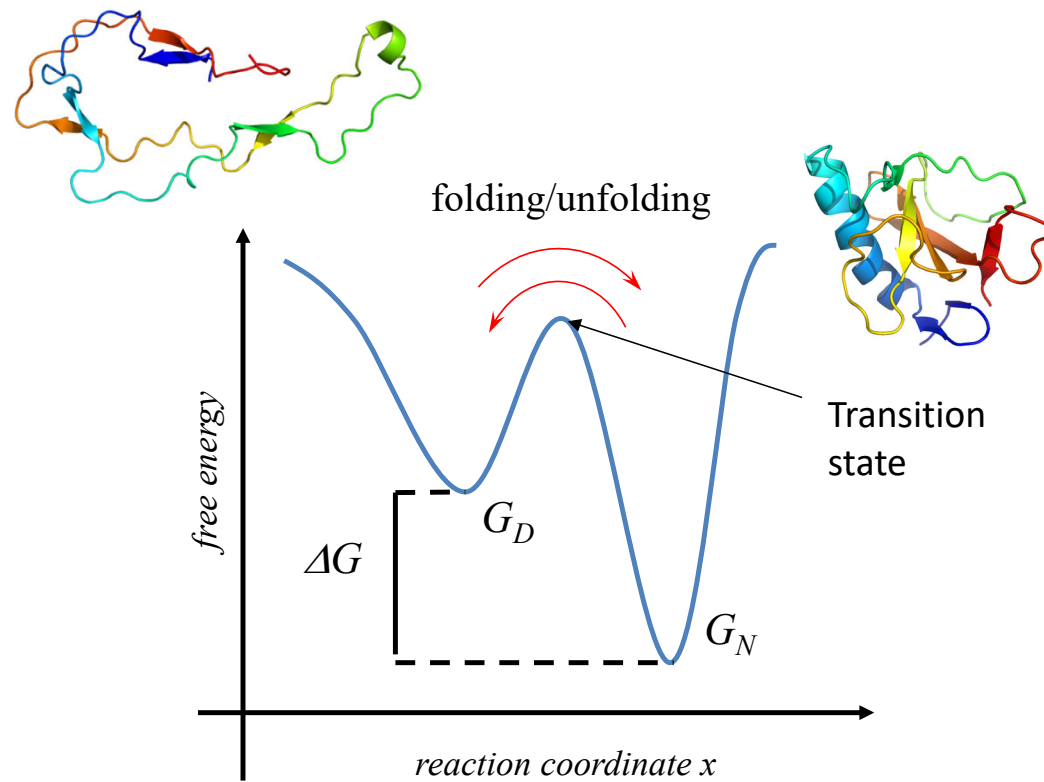 folding/unfolding
free energy
Transition
state
G_D
ΔG
G_N
reaction coordinate x